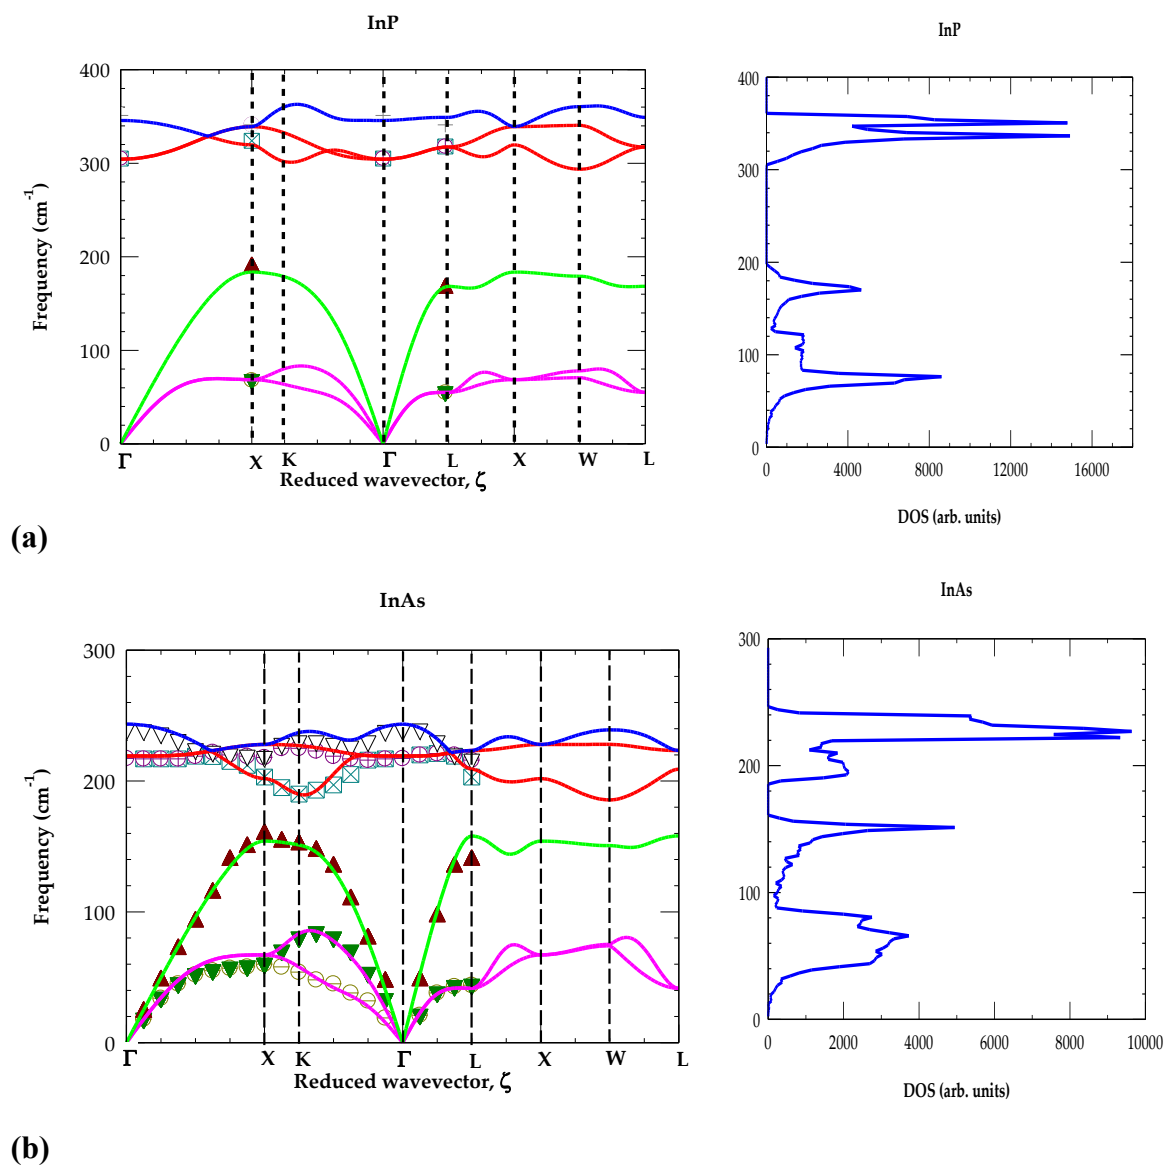 InP
400
300
200
100
0
Frequency (cm-1)
Γ X K Γ L X W L
Reduced wavevector, ζ
InP
400
300
200
100
0
0 4000 8000 12000 16000
DOS (arb. units)
(a)
InAs
300
200
100
0
Frequency (cm-1)
Γ X K Γ L X W L
Reduced wavevector, ζ
InAs
300
200
100
0
0 2000 4000 6000 8000 10000
DOS (arb. units)
(b)